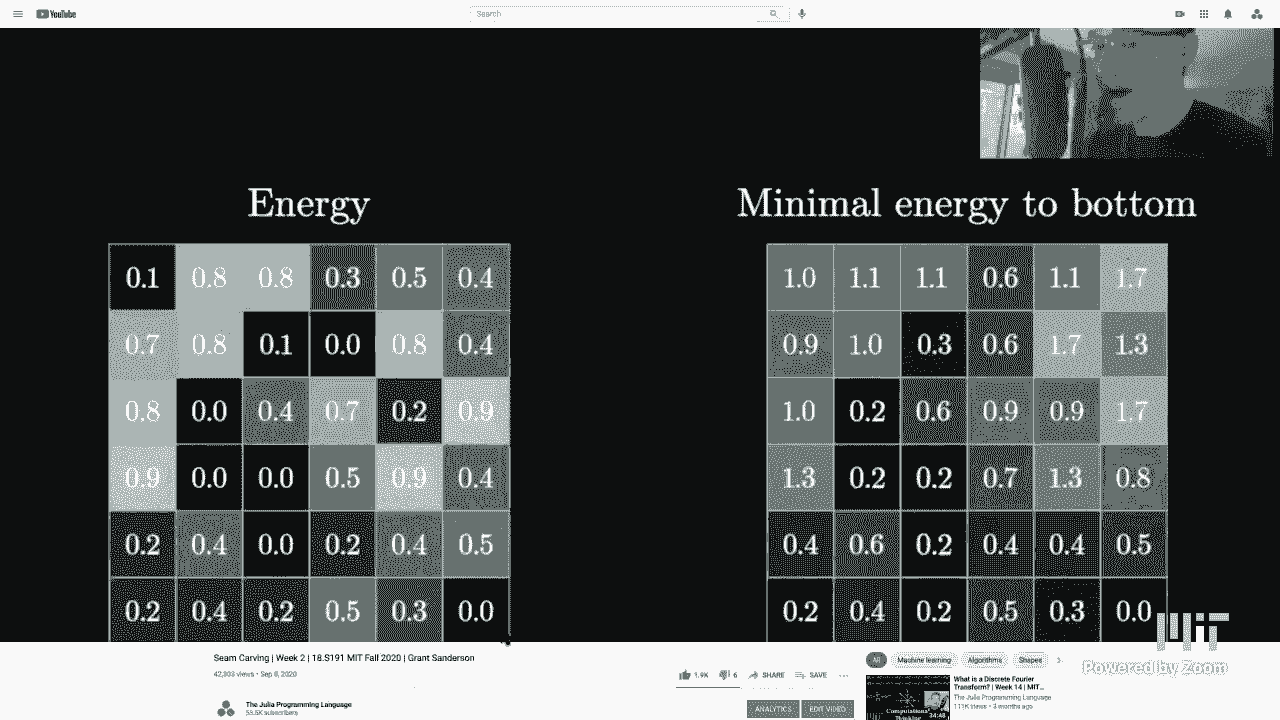 YouTube
Search
Energy
Minimal energy to bottom
0.1 0.8 0.8 0.3 0.5 0.4
1.0 1.1 1.1 0.6 1.1 1.7
0.7 0.8 0.1 0.0 0.8 0.4
0.9 1.0 0.3 0.6 1.7 1.3
0.8 0.0 0.4 0.7 0.2 0.9
1.0 0.2 0.6 0.9 0.9 1.7
0.9 0.0 0.0 0.5 0.9 0.4
1.3 0.2 0.2 0.7 1.3 0.8
0.2 0.4 0.0 0.2 0.4 0.5
0.4 0.6 0.2 0.4 0.4 0.5
0.2 0.4 0.2 0.5 0.3 0.0
0.2 0.4 0.2 0.5 0.3 0.0
MIT
Powered by Zoom
Seam Carving | Week 2 | 18.S191 MIT Fall 2020 | Grant Sanderson
views • Sep 8, 2020
1.9K 6 SHARE SAVE
The Julia Programming Language
subscribers
ANALYTICS EDIT VIDEO
All Machine learning Algorithms Shapes
What is a Discrete Fourier
Transform? | Week 14 | MIT...
The Julia Programming Language
111K views • 3 months ago
Computational
Thinking
34:48